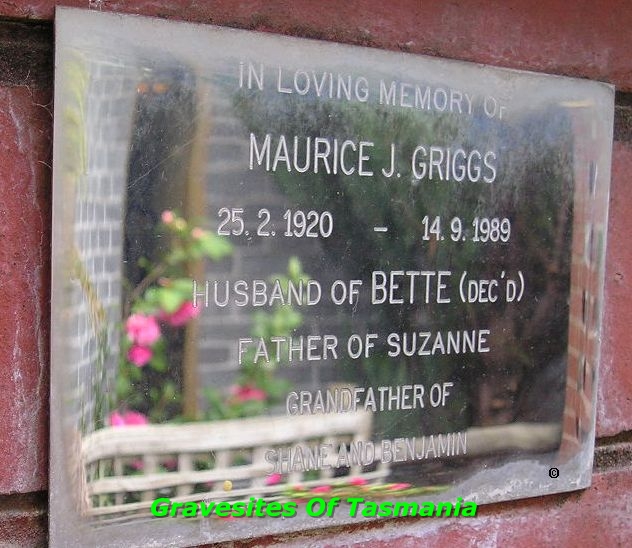 IN LOVING MEMORY OF
MAURICE J. GRIGGS
25. 2. 1920 – 14. 9. 1989
HUSBAND OF BETTE (DEC'D)
FATHER OF SUZANNE
GRANDFATHER OF
SHANE AND BENJAMIN
©
Gravesites Of Tasmania